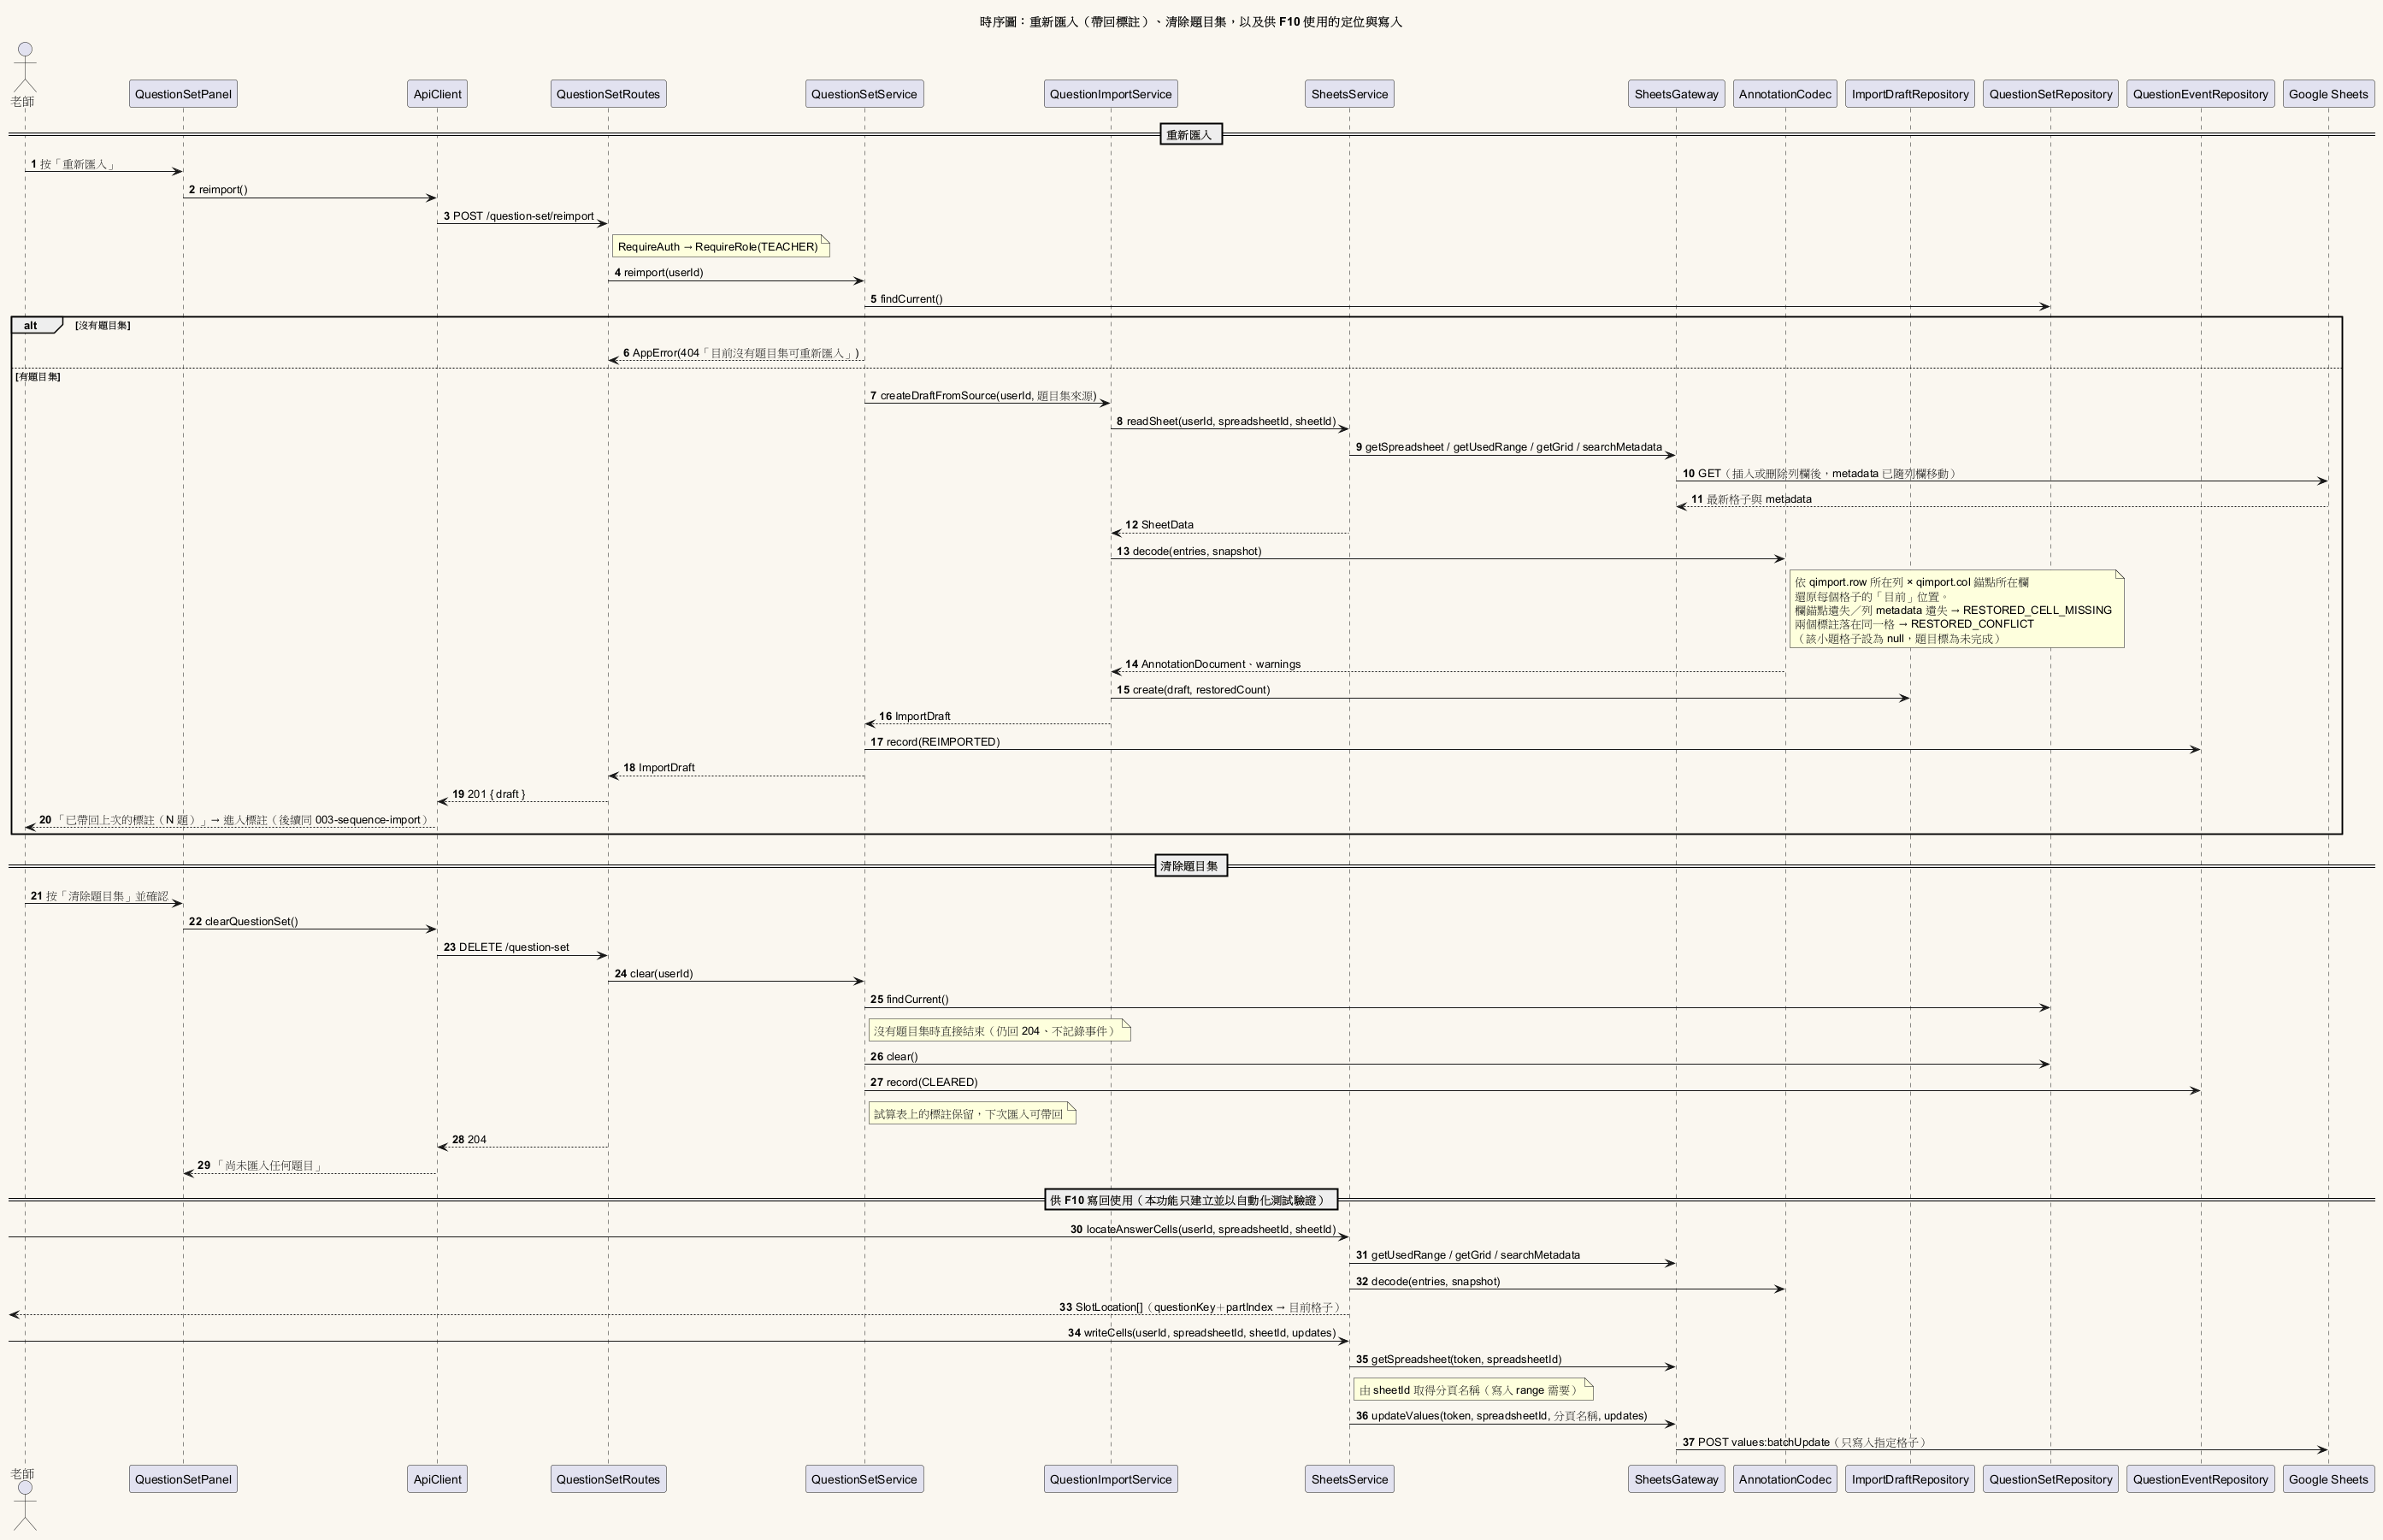 時序圖：重新匯入（帶回標註）、清除題目集，以及供 F10 使用的定位與寫入
老師
QuestionSetPanel
ApiClient
QuestionSetRoutes
QuestionSetService
QuestionImportService
SheetsService
SheetsGateway
AnnotationCodec
ImportDraftRepository
QuestionSetRepository
QuestionEventRepository
Google Sheets
重新匯入
1 按「重新匯入」
2 reimport()
3 POST /question-set/reimport
RequireAuth → RequireRole(TEACHER)
4 reimport(userId)
5 findCurrent()
alt [沒有題目集]
6 AppError(404「目前沒有題目集可重新匯入」)
[有題目集]
7 createDraftFromSource(userId, 題目集來源)
8 readSheet(userId, spreadsheetId, sheetId)
9 getSpreadsheet / getUsedRange / getGrid / searchMetadata
10 GET（插入或刪除列欄後，metadata 已隨列欄移動）
11 最新格子與 metadata
12 SheetData
13 decode(entries, snapshot)
依 qimport.row 所在列 × qimport.col 錨點所在欄
還原每個格子的「目前」位置。
欄錨點遺失／列 metadata 遺失 → RESTORED_CELL_MISSING
兩個標註落在同一格 → RESTORED_CONFLICT
（該小題格子設為 null，題目標為未完成）
14 AnnotationDocument、warnings
15 create(draft, restoredCount)
16 ImportDraft
17 record(REIMPORTED)
18 ImportDraft
19 201 { draft }
20 「已帶回上次的標註（N 題）」→ 進入標註（後續同 003-sequence-import）
清除題目集
21 按「清除題目集」並確認
22 clearQuestionSet()
23 DELETE /question-set
24 clear(userId)
25 findCurrent()
沒有題目集時直接結束（仍回 204、不記錄事件）
26 clear()
27 record(CLEARED)
試算表上的標註保留，下次匯入可帶回
28 204
29 「尚未匯入任何題目」
供 F10 寫回使用（本功能只建立並以自動化測試驗證）
30 locateAnswerCells(userId, spreadsheetId, sheetId)
31 getUsedRange / getGrid / searchMetadata
32 decode(entries, snapshot)
33 SlotLocation[]（questionKey＋partIndex → 目前格子）
34 writeCells(userId, spreadsheetId, sheetId, updates)
35 getSpreadsheet(token, spreadsheetId)
由 sheetId 取得分頁名稱（寫入 range 需要）
36 updateValues(token, spreadsheetId, 分頁名稱, updates)
37 POST values:batchUpdate（只寫入指定格子）
老師
QuestionSetPanel
ApiClient
QuestionSetRoutes
QuestionSetService
QuestionImportService
SheetsService
SheetsGateway
AnnotationCodec
ImportDraftRepository
QuestionSetRepository
QuestionEventRepository
Google Sheets